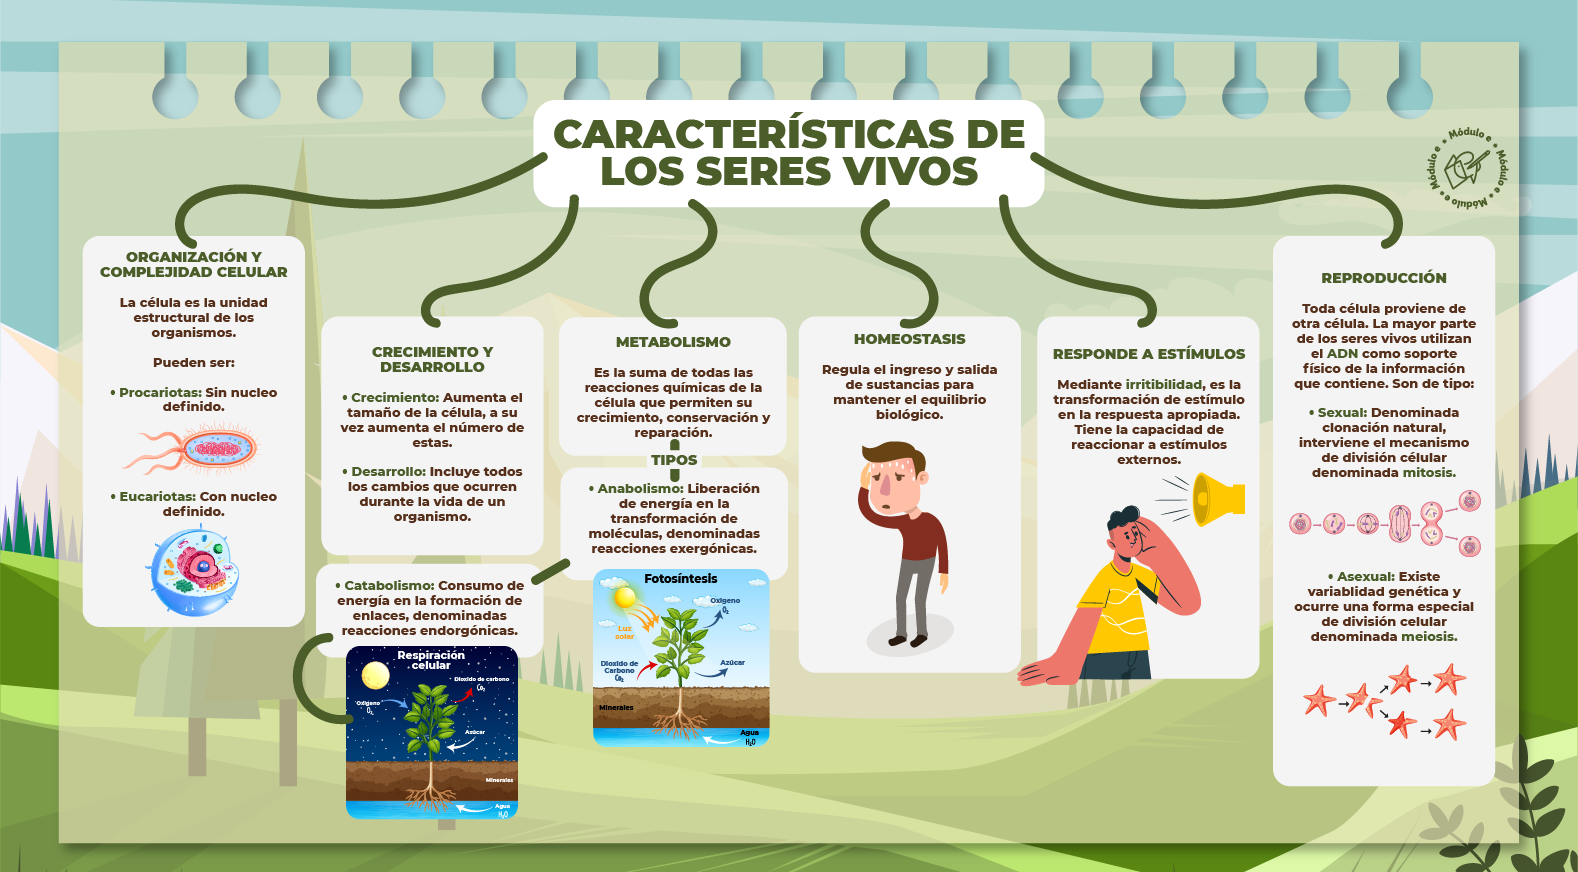 CARACTERÍSTICAS DE
LOS SERES VIVOS
Módulo e • Módulo e • Módulo e • Módulo e •
ORGANIZACIÓN Y
COMPLEJIDAD CELULAR
La célula es la unidad
estructural de los
organismos.
Pueden ser:
• Procariotas: Sin nucleo
definido.
• Eucariotas: Con nucleo
definido.
CRECIMIENTO Y
DESARROLLO
• Crecimiento: Aumenta el
tamaño de la célula, a su
vez aumenta el número de
estas.
• Desarrollo: Incluye todos
los cambios que ocurren
durante la vida de un
organismo.
METABOLISMO
Es la suma de todas las
reacciones químicas de la
célula que permiten su
crecimiento, conservación y
reparación.
TIPOS
• Anabolismo: Liberación
de energía en la
transformación de
moléculas, denominadas
reacciones exergónicas.
Fotosíntesis
Oxígeno
O₂
Luz
solar
Dioxido de
Carbono
Co₂
Azúcar
Minerales
Agua
H₂O
• Catabolismo: Consumo de
energía en la formación de
enlaces, denominadas
reacciones endorgónicas.
Respiración
celular
Dioxido de carbono
Co₂
Oxígeno
O₂
Azúcar
Minerales
Agua
H₂O
HOMEOSTASIS
Regula el ingreso y salida
de sustancias para
mantener el equilibrio
biológico.
RESPONDE A ESTÍMULOS
Mediante irritibilidad, es la
transformación de estímulo
en la respuesta apropiada.
Tiene la capacidad de
reaccionar a estímulos
externos.
REPRODUCCIÓN
Toda célula proviene de
otra célula. La mayor parte
de los seres vivos utilizan
el ADN como soporte
físico de la información
que contiene. Son de tipo:
• Sexual: Denominada
clonación natural,
interviene el mecanismo
de división célular
denominada mitosis.
• Asexual: Existe
variablidad genética y
ocurre una forma especial
de división celular
denominada meiosis.